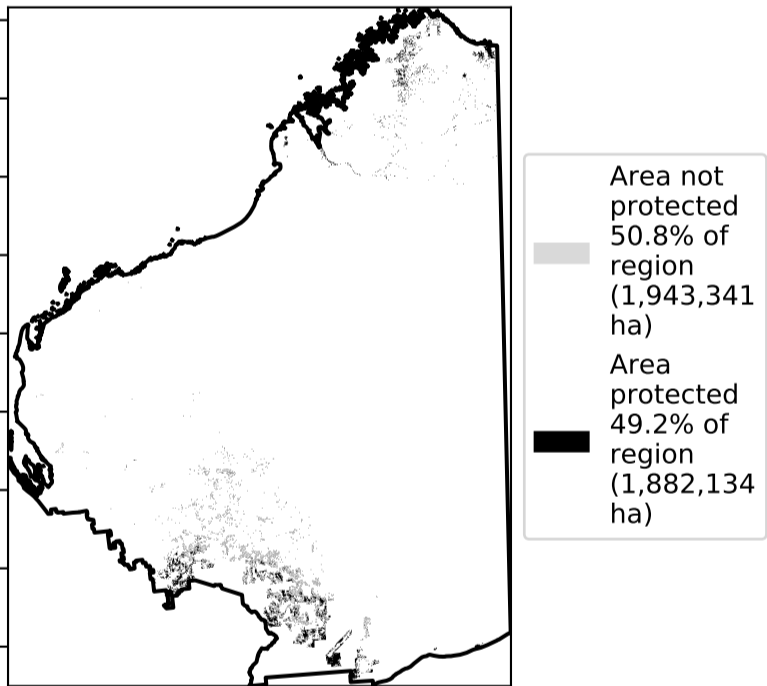 Area not
protected
50.8% of
region
(1,943,341
ha)
Area
protected
49.2% of
region
(1,882,134
ha)